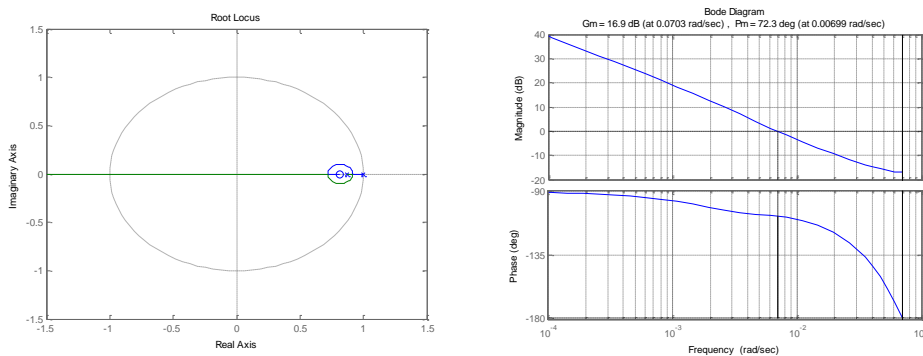 Root Locus
Imaginary Axis
1.5
1
0.5
0
-0.5
-1
-1.5
-1.5 -1 -0.5 0 0.5 1 1.5
Real Axis
Bode Diagram
Gm = 16.9 dB (at 0.0703 rad/sec) , Pm = 72.3 deg (at 0.00699 rad/sec)
Magnitude (dB)
40
30
20
10
0
-10
-20
Phase (deg)
-90
-135
-180
10^-4 10^-3 10^-2 10^-1
Frequency (rad/sec)